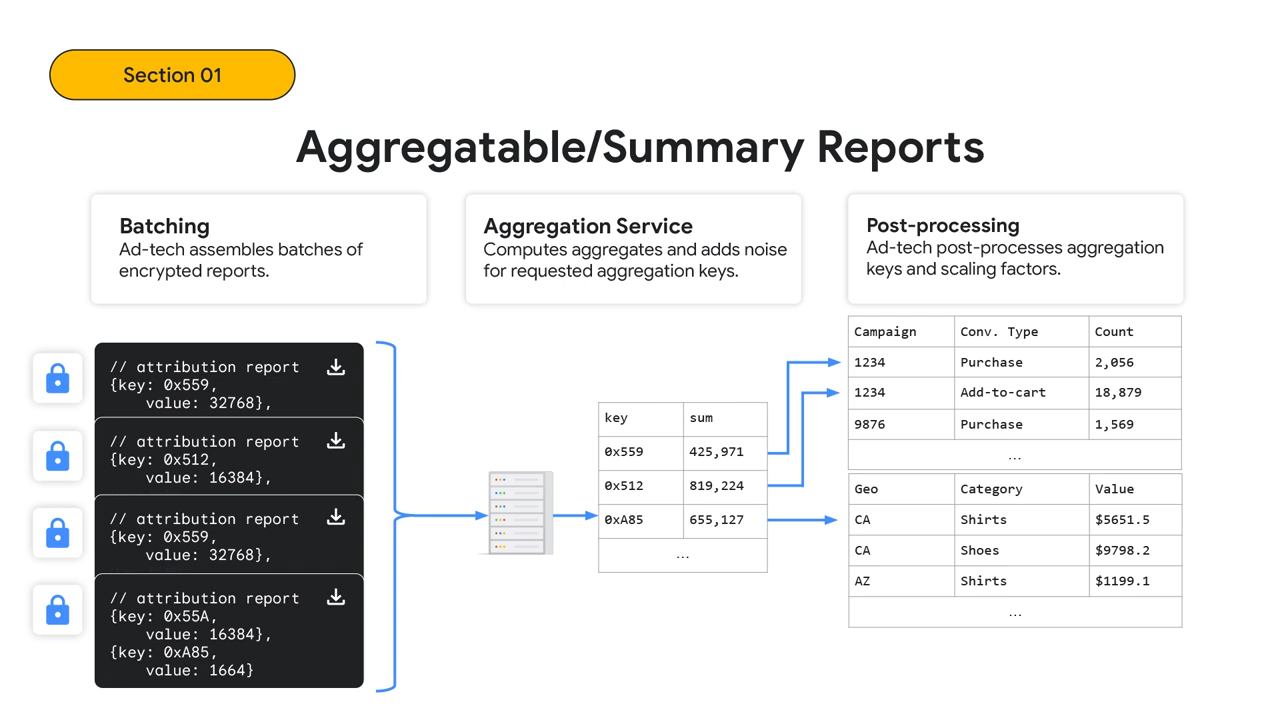 Section 01
Aggregatable/Summary Reports
Batching
Ad-tech assembles batches of
encrypted reports.
Aggregation Service
Computes aggregates and adds noise
for requested aggregation keys.
Post-processing
Ad-tech post-processes aggregation
keys and scaling factors.
// attribution report
{key: 0x559,
value: 32768},
// attribution report
{key: 0x512,
value: 16384},
// attribution report
{key: 0x559,
value: 32768},
// attribution report
{key: 0x55A,
value: 16384},
{key: 0xA85,
value: 1664}
key sum
0x559 425,971
0x512 819,224
0xA85 655,127
...
Campaign Conv. Type Count
1234 Purchase 2,056
1234 Add-to-cart 18,879
9876 Purchase 1,569
...
Geo Category Value
CA Shirts $5651.5
CA Shoes $9798.2
AZ Shirts $1199.1
...